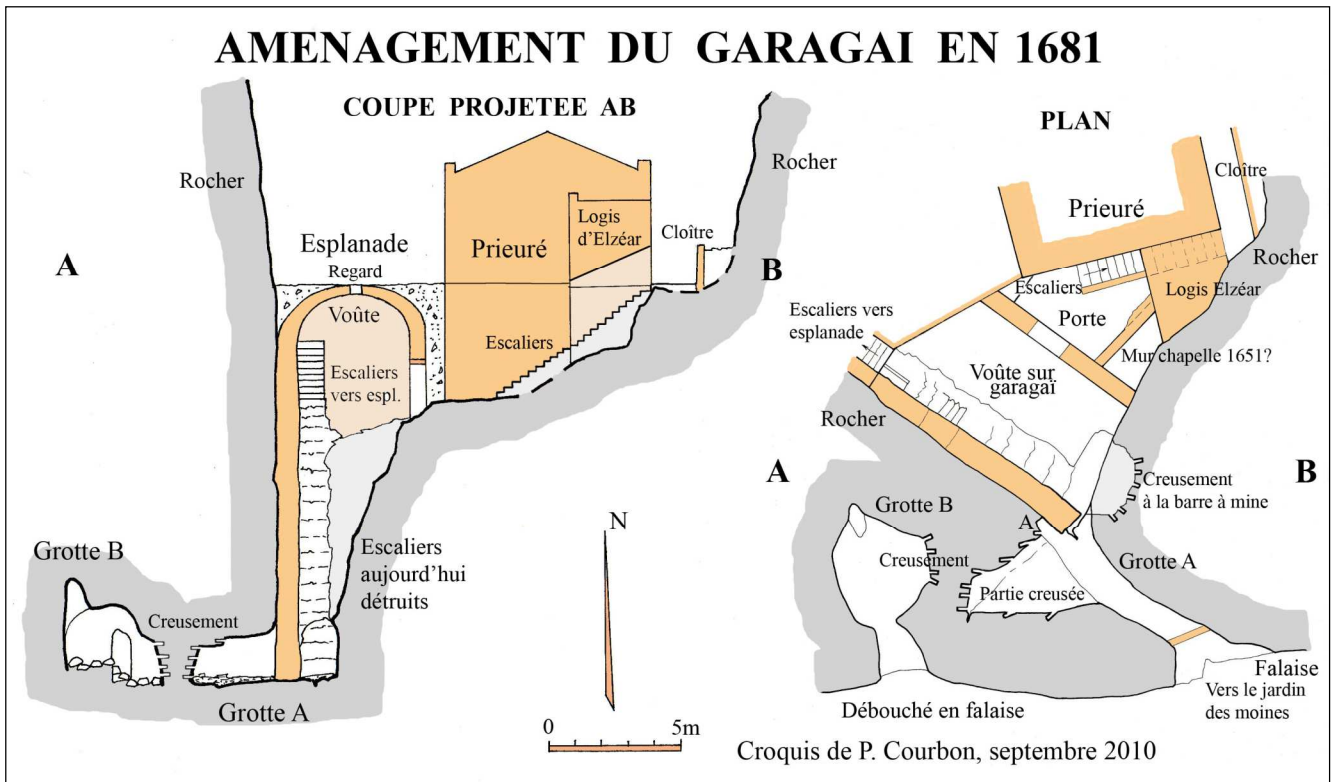 AMENAGEMENT DU GARAGAI EN 1681
COUPE PROJETEE AB
Rocher
Rocher
A
Esplanade
Regard
Voûte
Prieuré
Logis
d'Elzéar
Cloître
B
Escaliers
Escaliers
vers espl.
Escaliers
aujourd'hui
détruits
Grotte B
Creusement
Grotte A
N
0 5m
PLAN
Cloître
Prieuré
Rocher
Escaliers
Logis Elzéar
Porte
Escaliers vers
esplanade
Mur chapelle 1651?
Voûte sur
garagaï
Rocher
A
B
Creusement
à la barre à mine
Grotte B
A
Creusement
Grotte A
Partie creusée
Falaise
Vers le jardin
des moines
Débouché en falaise
Croquis de P. Courbon, septembre 2010